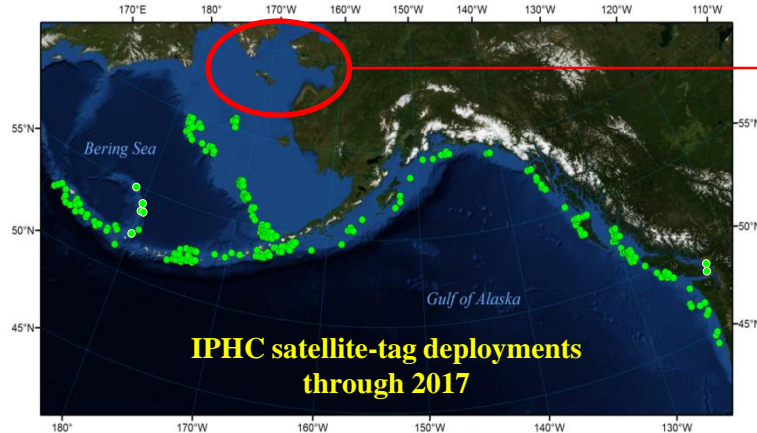 170°E 180° 170°W 160°W 150°W 140°W 130°W 120°W 110°W
55°N
50°N
45°N
55°N
50°N
45°N
Bering Sea
Gulf of Alaska
IPHC satellite-tag deployments
through 2017
180° 170°W 160°W 150°W 140°W 130°W